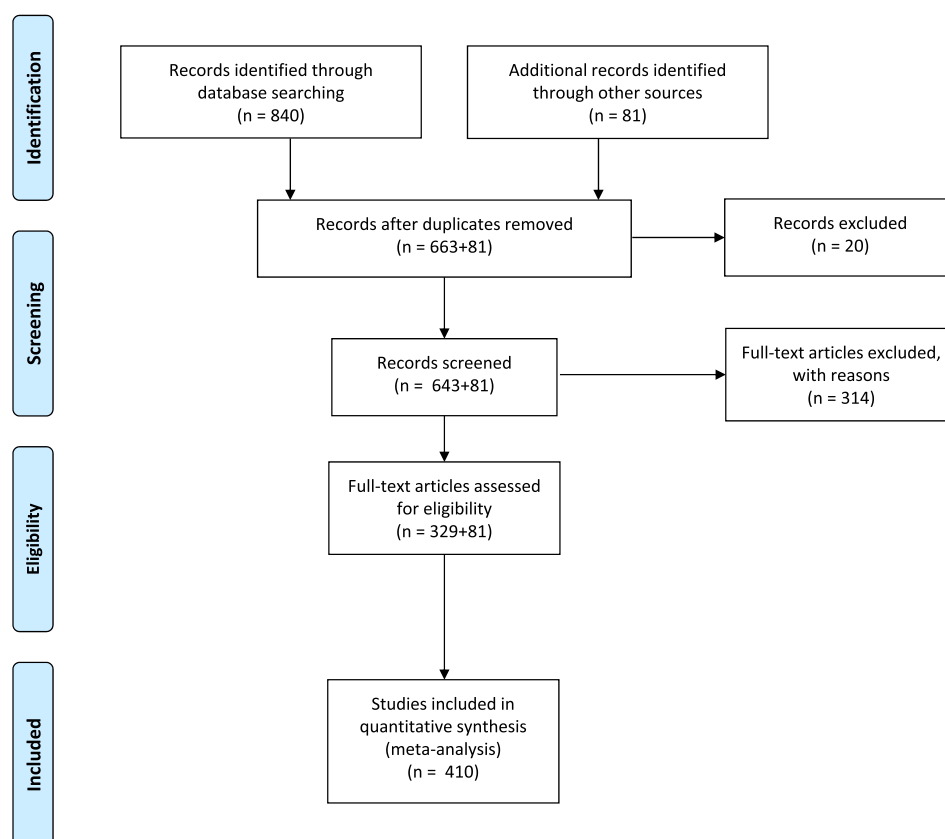 Identification
Records identified through
database searching
(n = 840)
Additional records identified
through other sources
(n = 81)
Records after duplicates removed
(n = 663+81)
Records excluded
(n = 20)
Screening
Records screened
(n =  643+81)
Full-text articles excluded,
with reasons
(n = 314)
Eligibility
Full-text articles assessed
for eligibility
(n = 329+81)
Included
Studies included in
quantitative synthesis
(meta-analysis)
(n =  410)